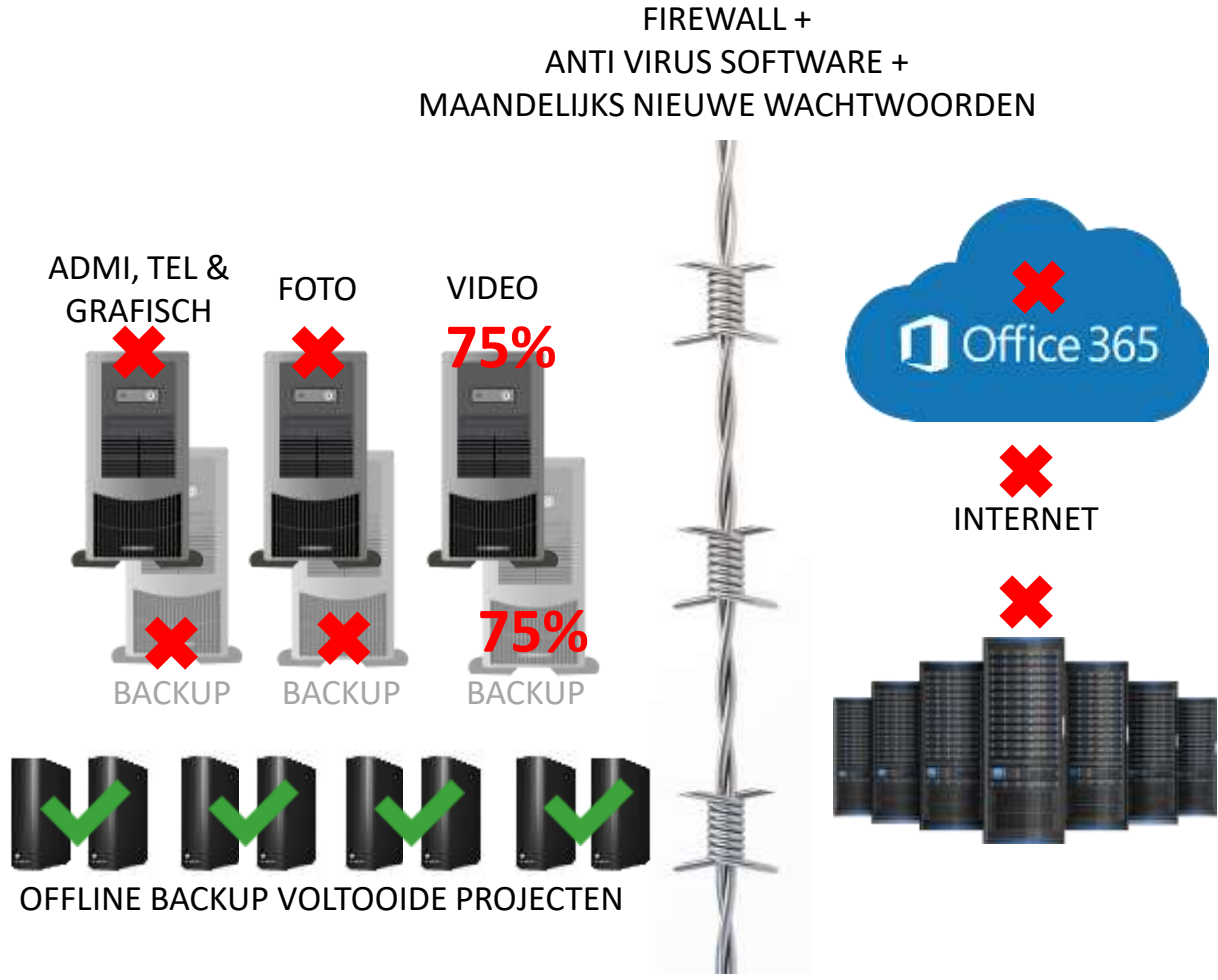 FIREWALL +
ANTI VIRUS SOFTWARE +
MAANDELIJKS NIEUWE WACHTWOORDEN
ADMI, TEL &
GRAFISCH
FOTO
VIDEO
75%
75%
BACKUP
BACKUP
BACKUP
OFFLINE BACKUP VOLTOOIDE PROJECTEN
Office 365
INTERNET